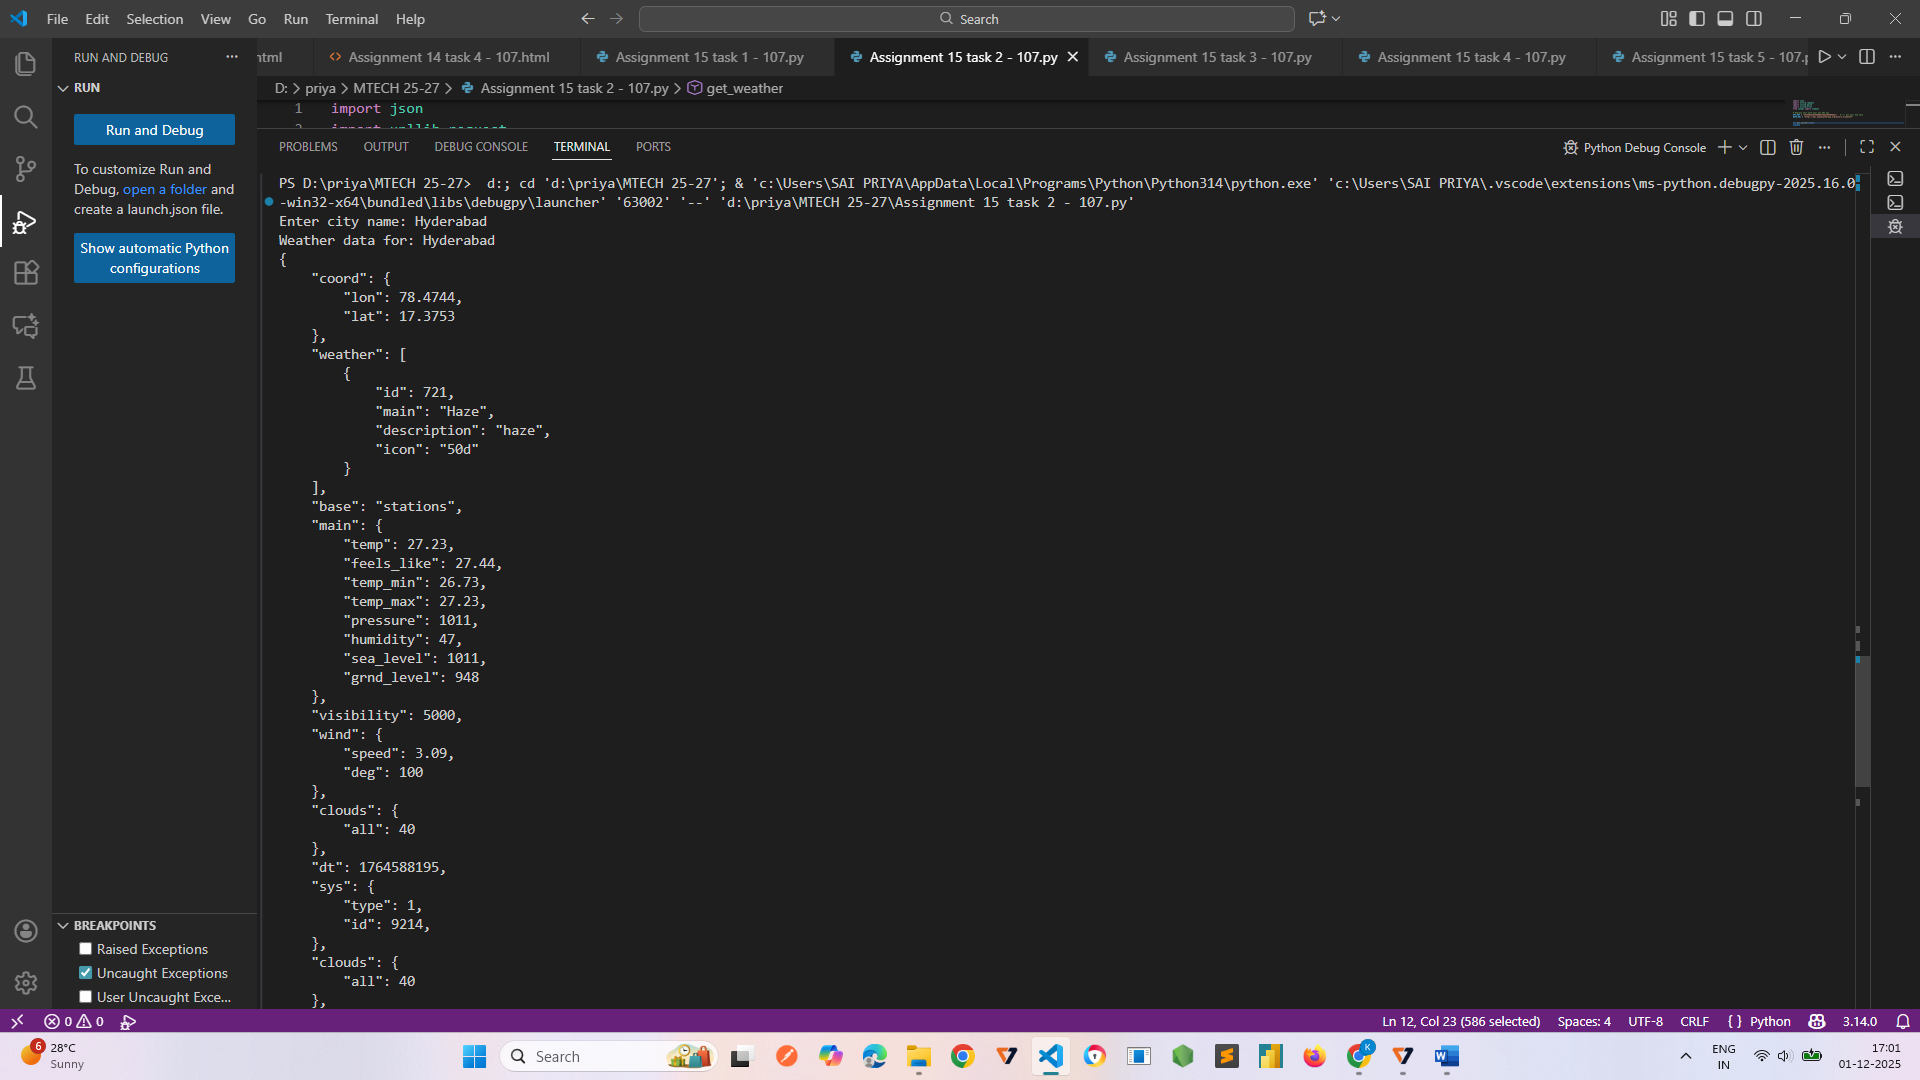 File Edit Selection View Go Run Terminal Help
Search
RUN AND DEBUG
html
Assignment 14 task 4 - 107.html
Assignment 15 task 1 - 107.py
Assignment 15 task 2 - 107.py
Assignment 15 task 3 - 107.py
Assignment 15 task 4 - 107.py
Assignment 15 task 5 - 107.p
RUN
D: > priya > MTECH 25-27 > Assignment 15 task 2 - 107.py > get_weather
1 import json
Run and Debug
To customize Run and
Debug, open a folder and
create a launch.json file.
Show automatic Python
configurations
PROBLEMS OUTPUT DEBUG CONSOLE TERMINAL PORTS
Python Debug Console
PS D:\priya\MTECH 25-27> d:; cd 'd:\priya\MTECH 25-27'; & 'c:\Users\SAI PRIYA\AppData\Local\Programs\Python\Python314\python.exe' 'c:\Users\SAI PRIYA\.vscode\extensions\ms-python.debugpy-2025.16.0
-win32-x64\bundled\libs\debugpy\launcher' '63002' '--' 'd:\priya\MTECH 25-27\Assignment 15 task 2 - 107.py'
Enter city name: Hyderabad
Weather data for: Hyderabad
{
"coord": {
"lon": 78.4744,
"lat": 17.3753
},
"weather": [
{
"id": 721,
"main": "Haze",
"description": "haze",
"icon": "50d"
}
],
"base": "stations",
"main": {
"temp": 27.23,
"feels_like": 27.44,
"temp_min": 26.73,
"temp_max": 27.23,
"pressure": 1011,
"humidity": 47,
"sea_level": 1011,
"grnd_level": 948
},
"visibility": 5000,
"wind": {
"speed": 3.09,
"deg": 100
},
"clouds": {
"all": 40
},
"dt": 1764588195,
"sys": {
"type": 1,
"id": 9214,
},
"clouds": {
"all": 40
},
BREAKPOINTS
Raised Exceptions
Uncaught Exceptions
User Uncaught Exce...
0 0
Ln 12, Col 23 (586 selected) Spaces: 4 UTF-8 CRLF { } Python 3.14.0
6
28°C
Sunny
Search
K
ENG
IN
17:01
01-12-2025